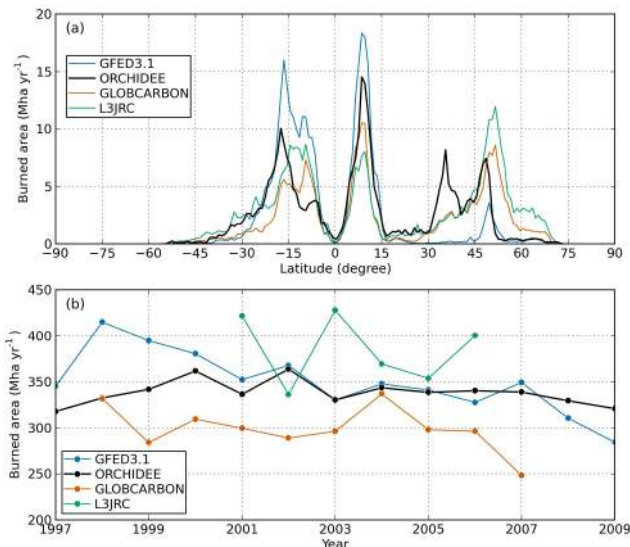 (a)
GFED3.1
ORCHIDEE
GLOBCARBON
L3JRC
Burned area (Mha yr⁻¹)
20
15
10
5
0
−90 −75 −60 −45 −30 −15 0 15 30 45 60 75 90
Latitude (degree)
(b)
GFED3.1
ORCHIDEE
GLOBCARBON
L3JRC
Burned area (Mha yr⁻¹)
450
400
350
300
250
200
1997 1999 2001 2003 2005 2007 2009
Year